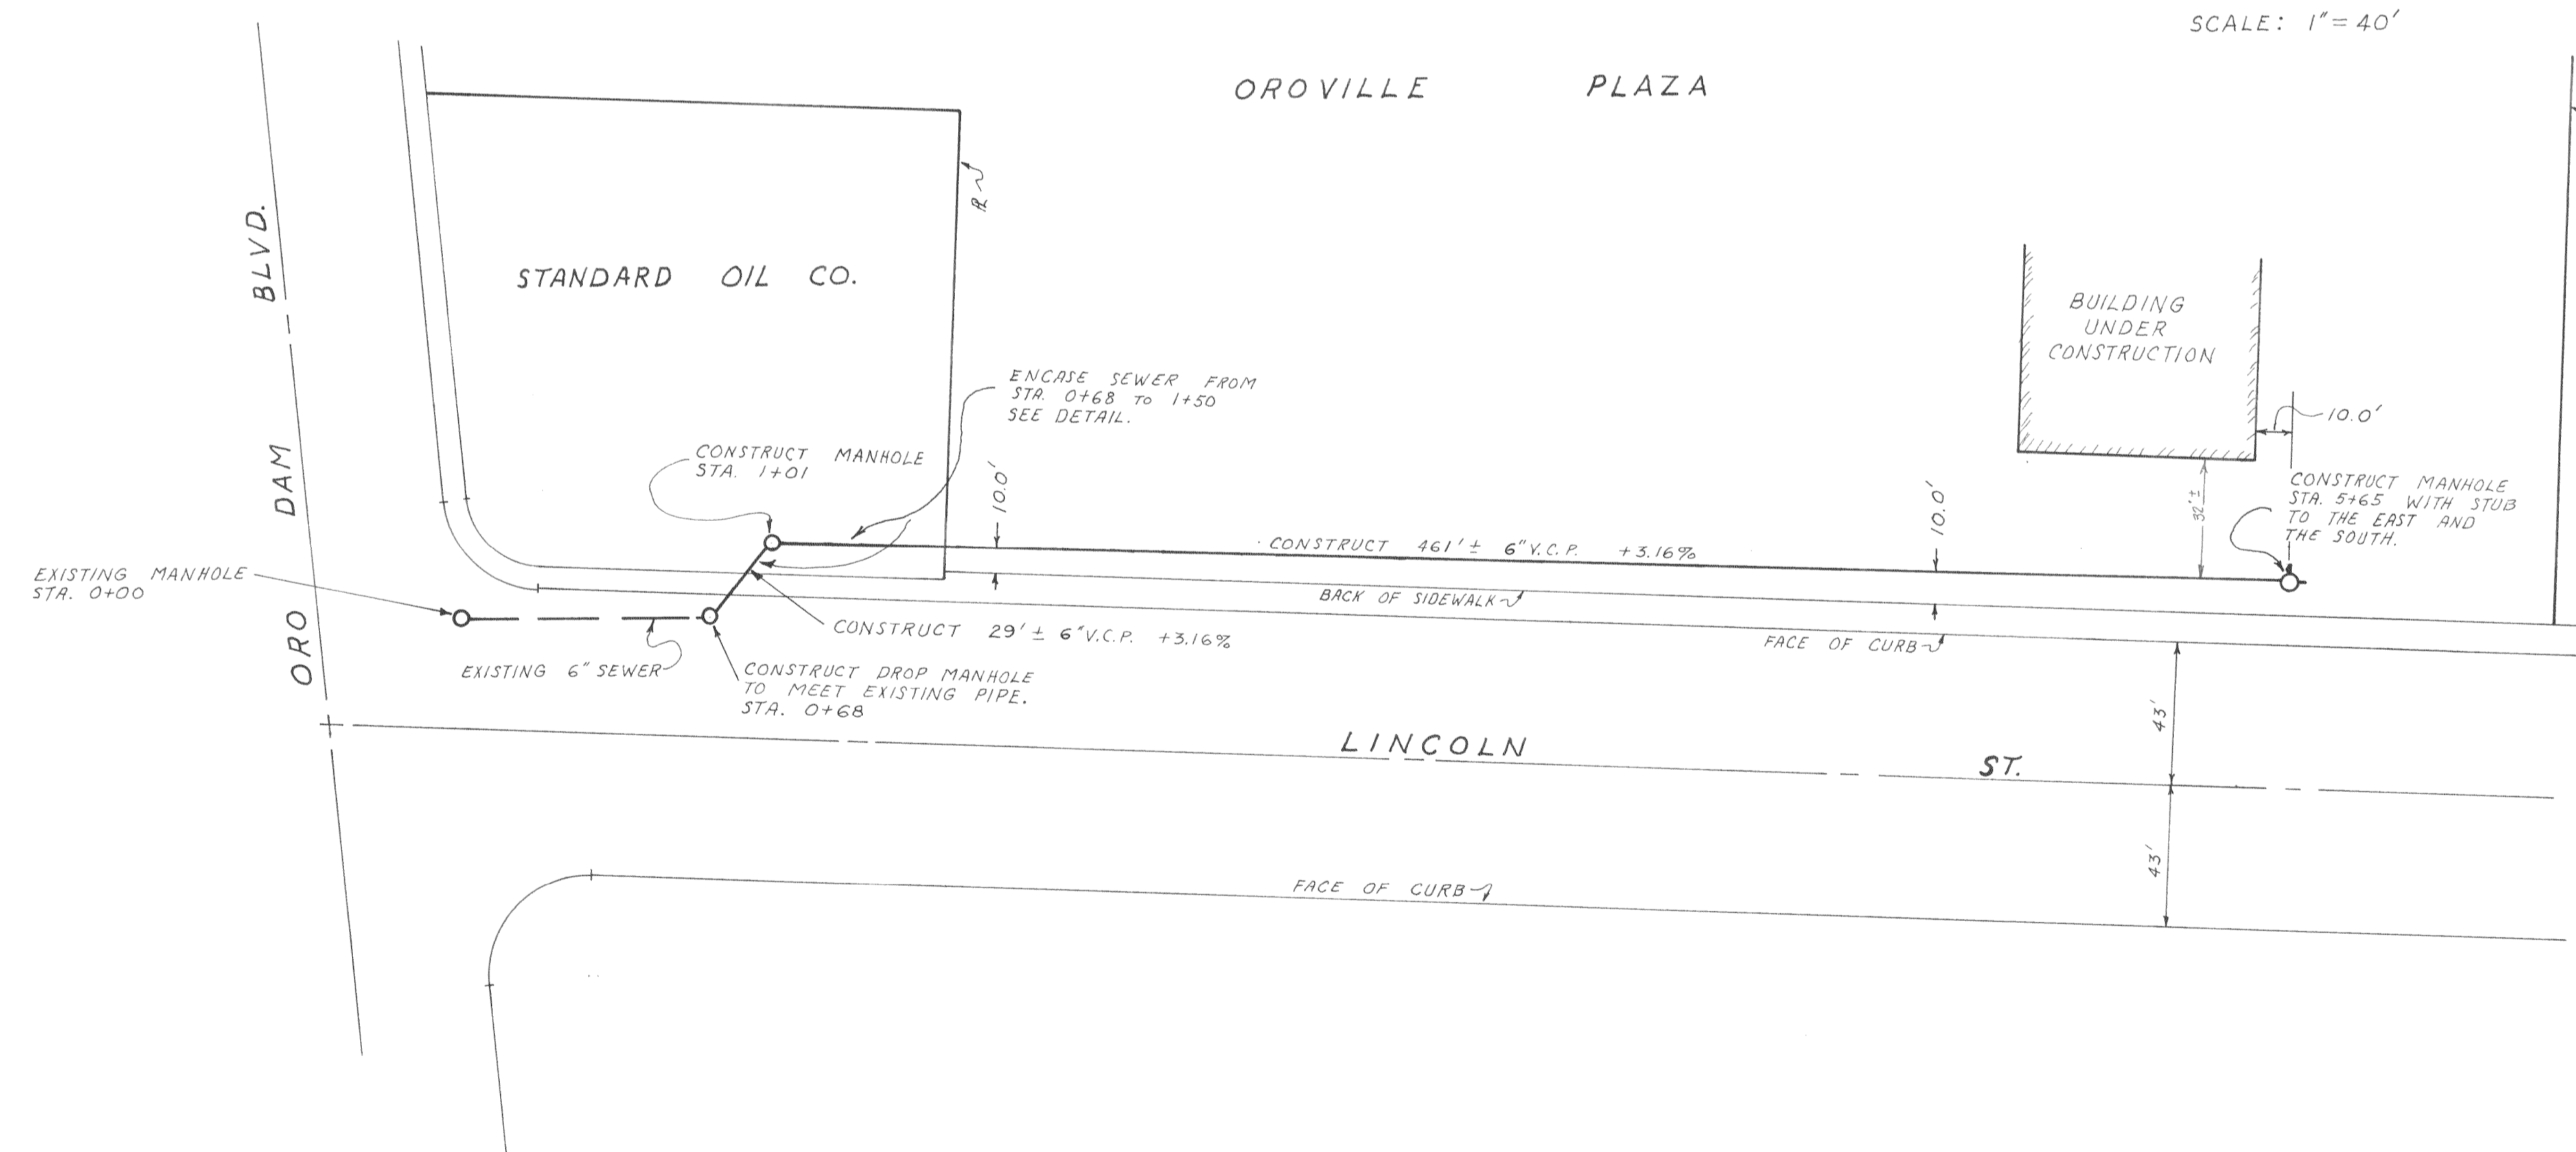 SCALE: 1" = 40'
OROVILLE PLAZA
ORO DAM BLVD.
STANDARD OIL CO.
PL
BUILDING
UNDER
CONSTRUCTION
10.0'
ENCASE SEWER FROM
STA. 0+68 TO 1+50
SEE DETAIL.
CONSTRUCT MANHOLE
STA. 1+01
10.0'
10.0'
32'±
CONSTRUCT MANHOLE
STA. 5+65 WITH STUB
TO THE EAST AND
THE SOUTH.
CONSTRUCT 461'± 6" V.C.P. +3.16%
EXISTING MANHOLE
STA. 0+00
BACK OF SIDEWALK
CONSTRUCT 29'± 6" V.C.P. +3.16%
FACE OF CURB
EXISTING 6" SEWER
CONSTRUCT DROP MANHOLE
TO MEET EXISTING PIPE.
STA. 0+68
43'
LINCOLN ST.
43'
FACE OF CURB